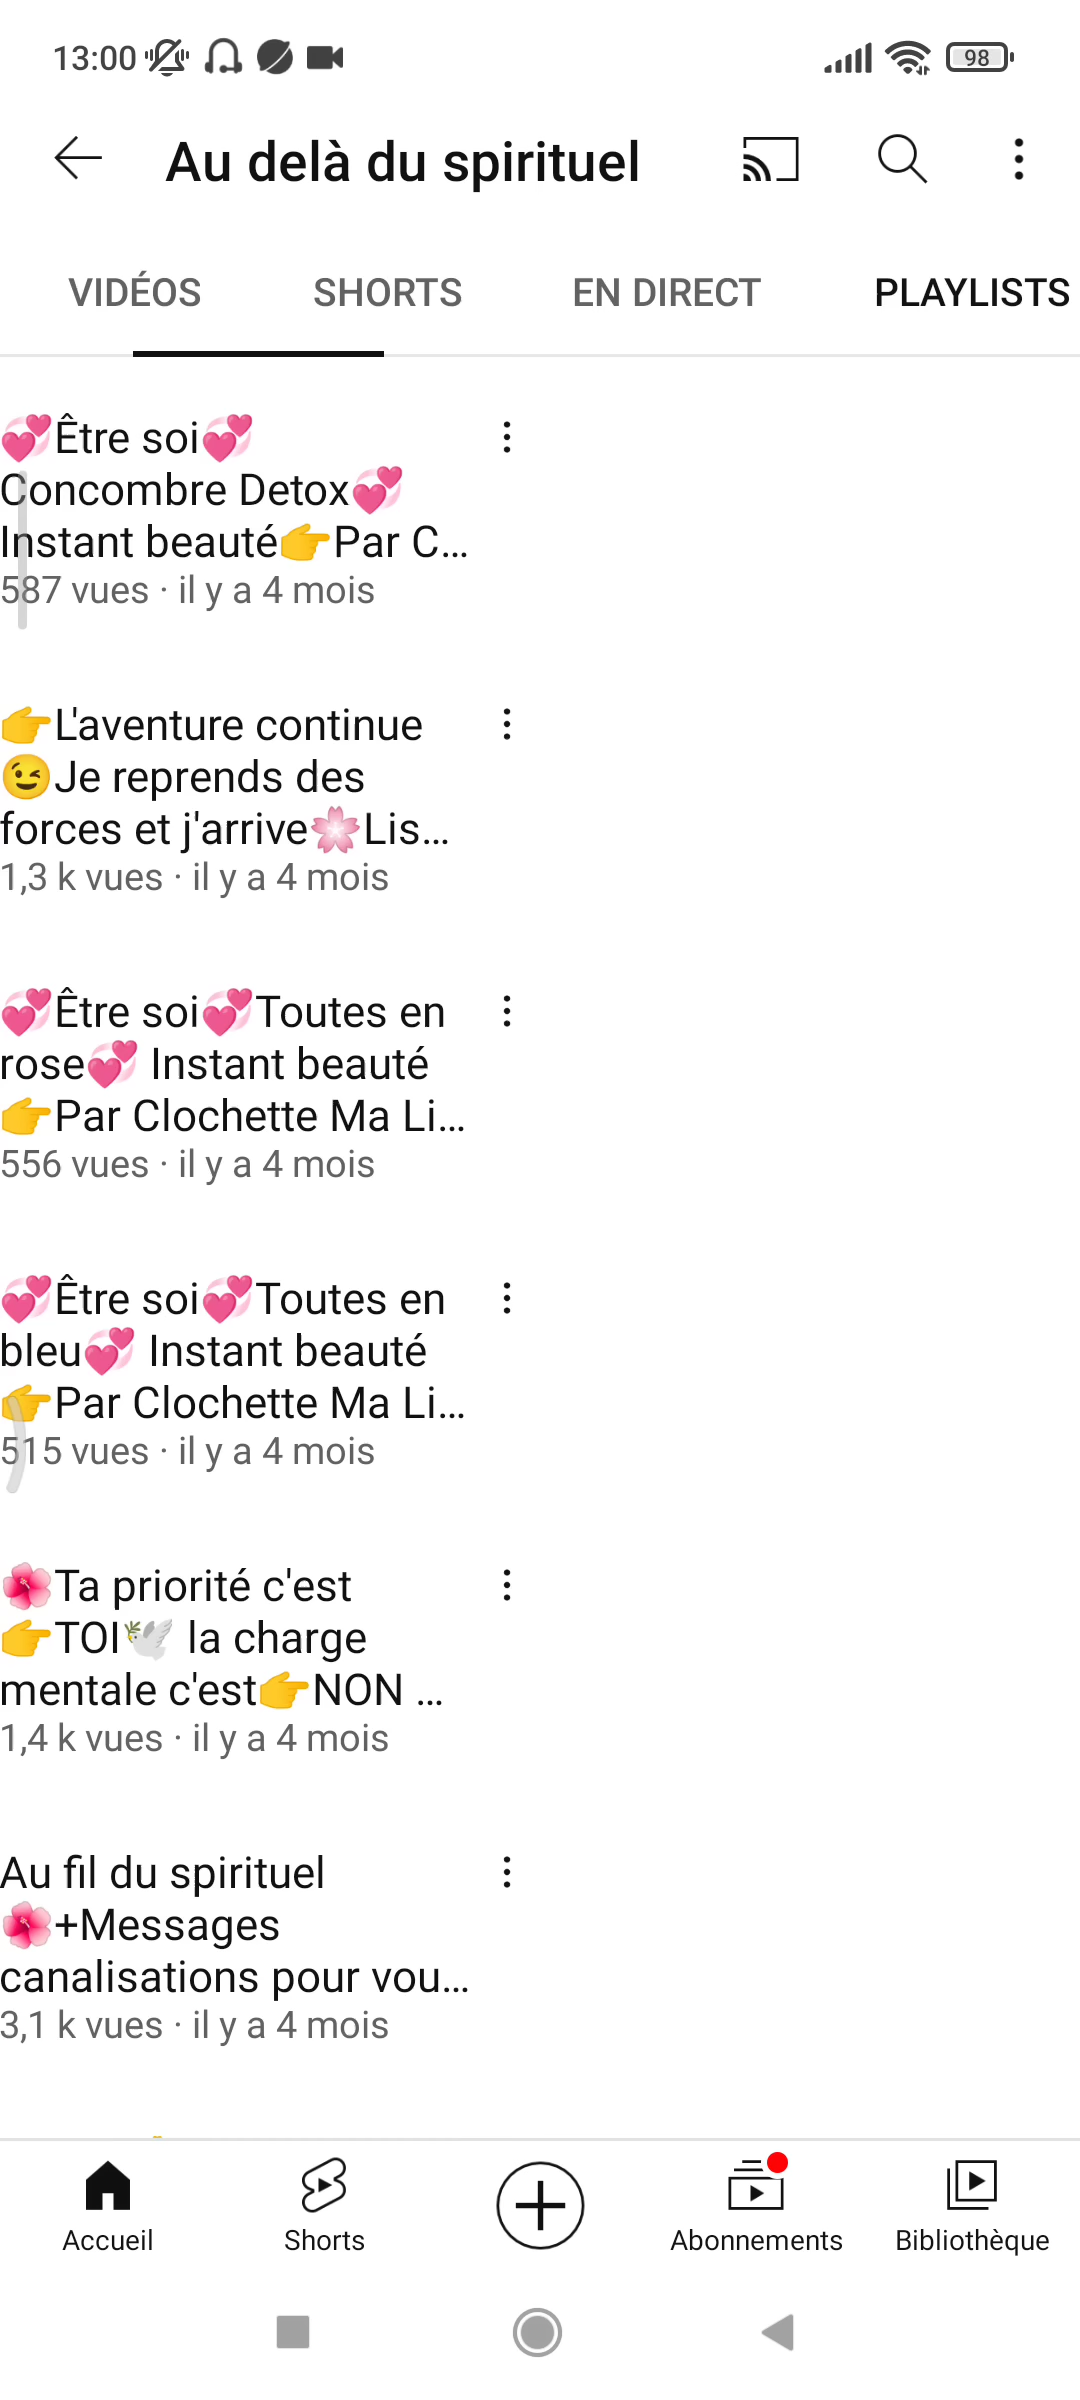 13:00
98
Au delà du spirituel
VIDÉOS SHORTS EN DIRECT PLAYLISTS
💞Être soi💞
Concombre Detox💞
Instant beauté👉Par C...
587 vues · il y a 4 mois
👉L'aventure continue
😉Je reprends des
forces et j'arrive🌸Lis...
1,3 k vues · il y a 4 mois
💞Être soi💞Toutes en
rose💞 Instant beauté
👉Par Clochette Ma Li...
556 vues · il y a 4 mois
💞Être soi💞Toutes en
bleu💞 Instant beauté
👉Par Clochette Ma Li...
515 vues · il y a 4 mois
🌺Ta priorité c'est
👉TOI🕊 la charge
mentale c'est👉NON ...
1,4 k vues · il y a 4 mois
Au fil du spirituel
🌺+Messages
canalisations pour vou...
3,1 k vues · il y a 4 mois
Accueil Shorts Abonnements Bibliothèque